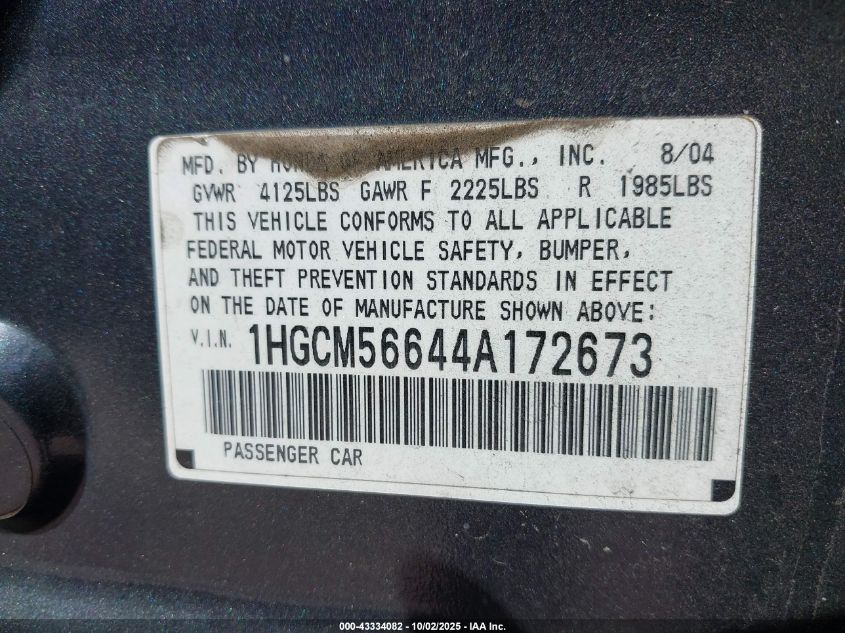 MFD. BY HONDA OF AMERICA MFG., INC. 8/04
GVWR 4125LBS GAWR F 2225LBS R 1985LBS
THIS VEHICLE CONFORMS TO ALL APPLICABLE
FEDERAL MOTOR VEHICLE SAFETY, BUMPER,
AND THEFT PREVENTION STANDARDS IN EFFECT
ON THE DATE OF MANUFACTURE SHOWN ABOVE:
V.I.N. 1HGCM56644A172673
PASSENGER CAR
000-43334082 - 10/02/2025 - IAA Inc.